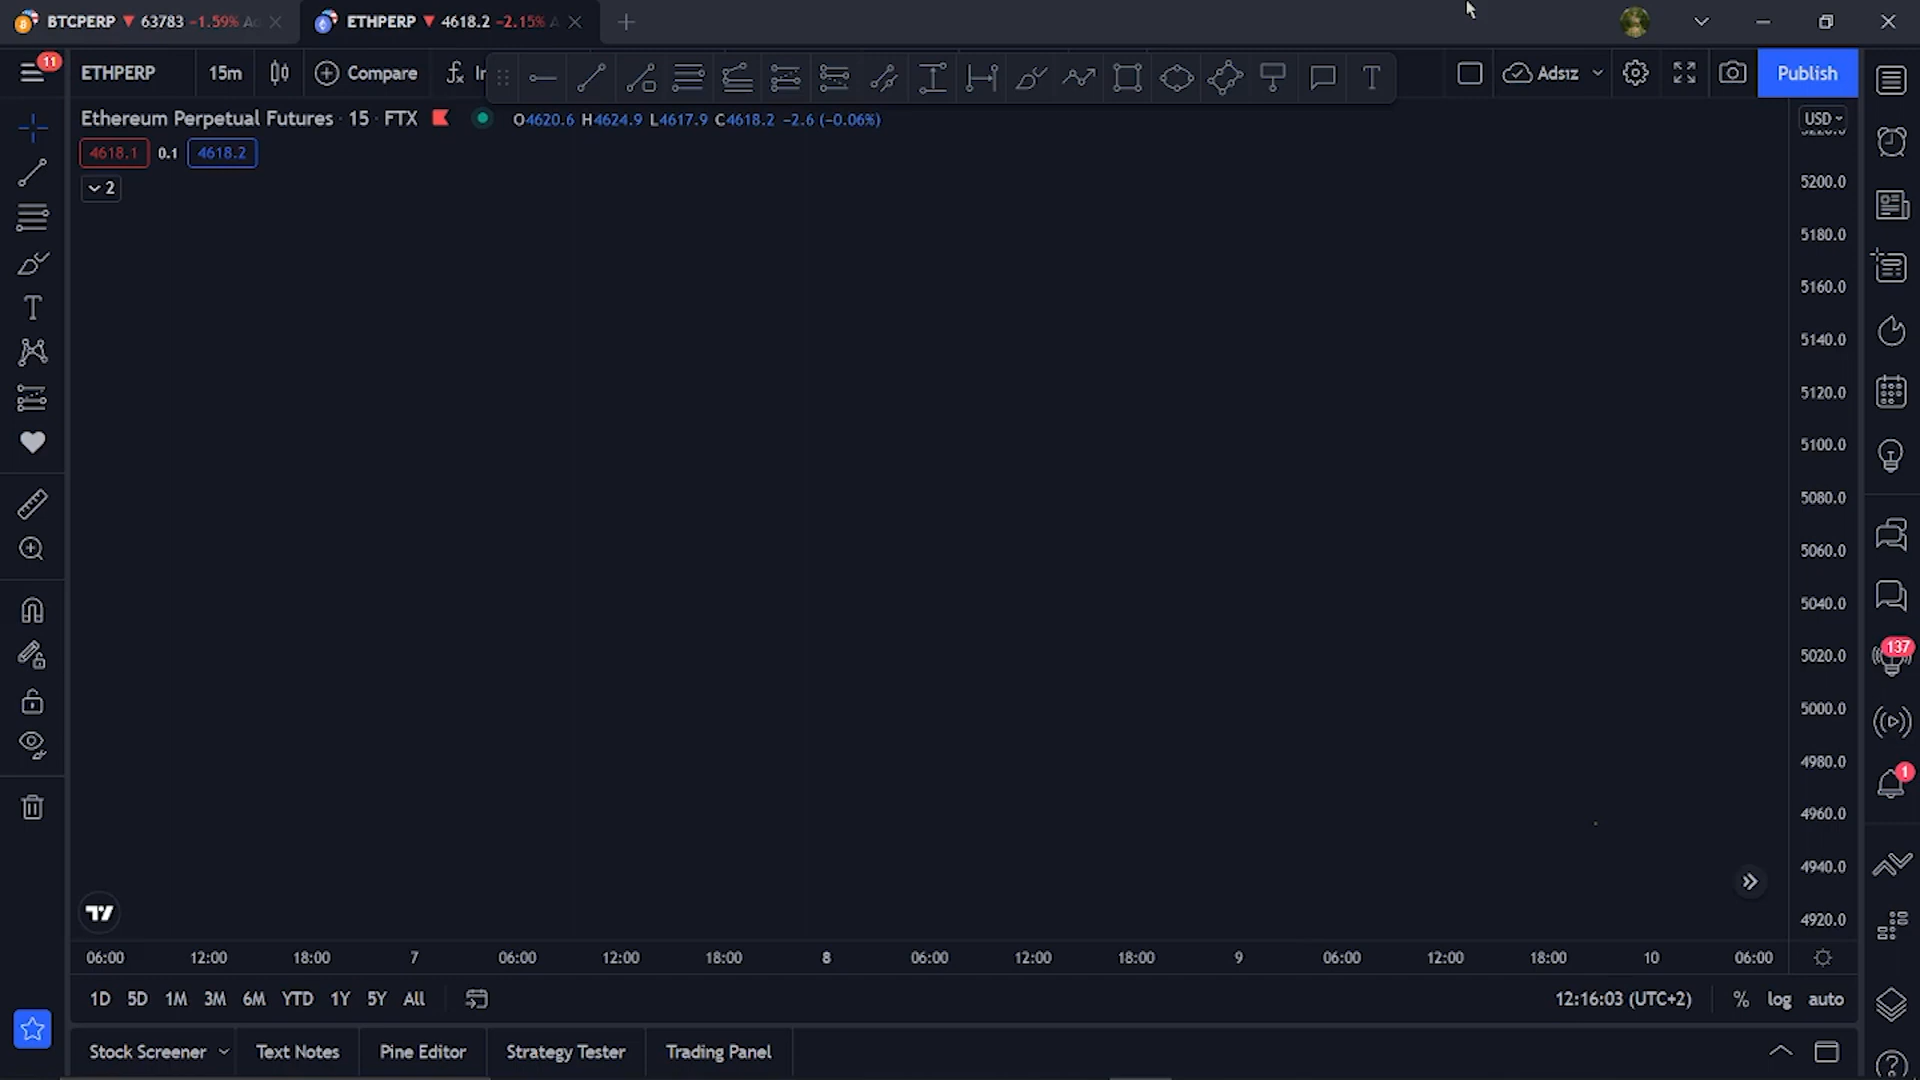 BTCPERP ▼ 63783 -1.59%
ETHPERP ▼ 4618.2 -2.15%
11
ETHPERP 15m Compare
Adsız
Publish
Ethereum Perpetual Futures · 15 · FTX O4620.6 H4624.9 L4617.9 C4618.2 -2.6 (-0.06%)
USD
4618.1 0.1 4618.2
2
5200.0
5180.0
5160.0
5140.0
5120.0
5100.0
5080.0
5060.0
5040.0
5020.0
5000.0
4980.0
4960.0
4940.0
4920.0
137
1
06:00 12:00 18:00 7 06:00 12:00 18:00 8 06:00 12:00 18:00 9 06:00 12:00 18:00 10 06:00
1D 5D 1M 3M 6M YTD 1Y 5Y All
12:16:03 (UTC+2) % log auto
Stock Screener Text Notes Pine Editor Strategy Tester Trading Panel